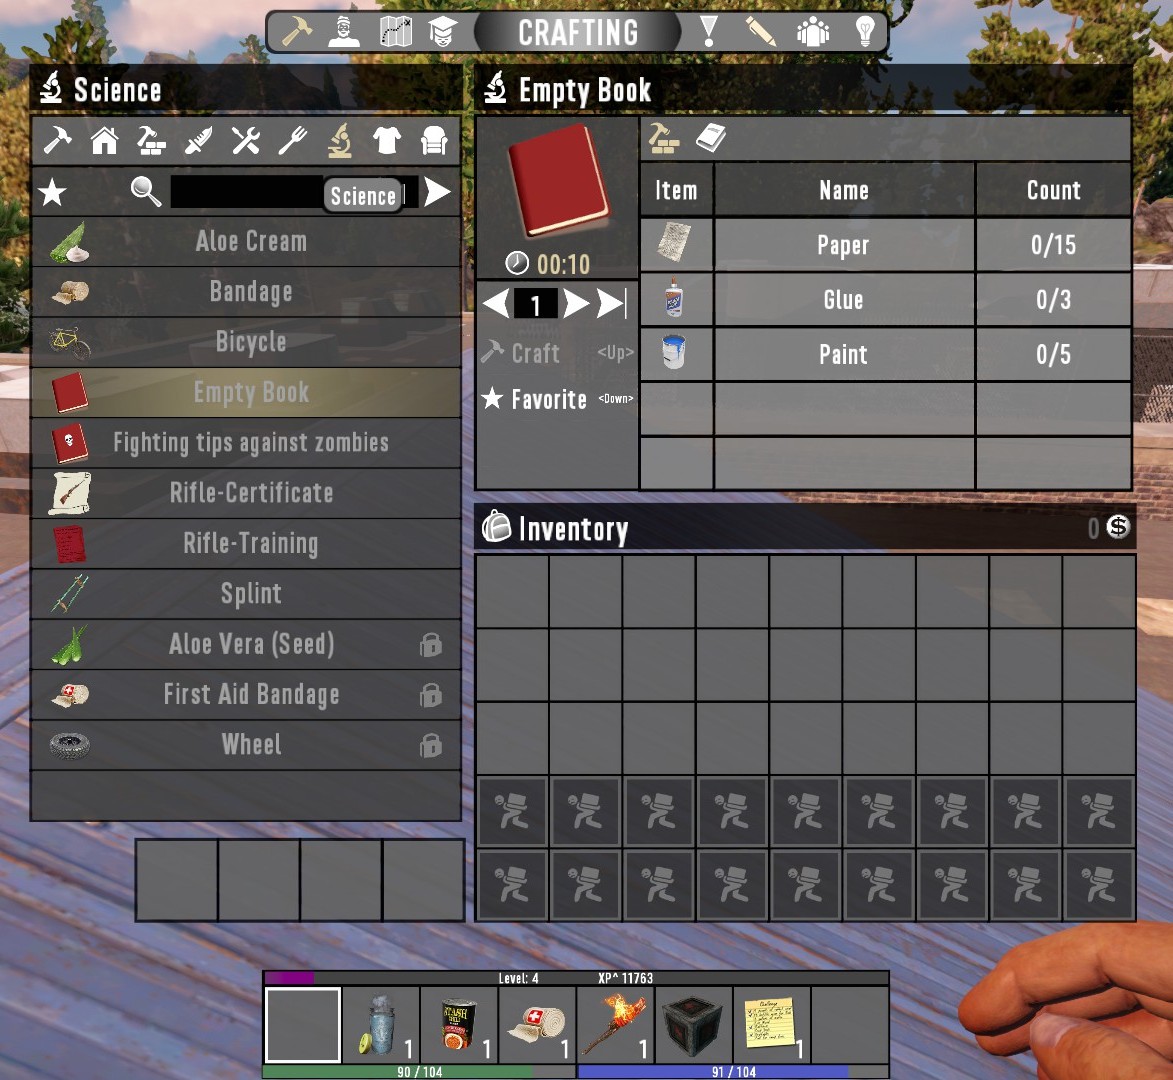 CRAFTING
Science
Science
Aloe Cream
Bandage
Bicycle
Empty Book
Fighting tips against zombies
Rifle-Certificate
Rifle-Training
Splint
Aloe Vera (Seed)
First Aid Bandage
Wheel
Empty Book
00:10
1
Craft <Up>
Favorite <Down>
Item Name Count
Paper 0/15
Glue 0/3
Paint 0/5
Inventory 0
Level: 4 XP^ 11763
1 1 1 1 1
90 / 104 91 / 104